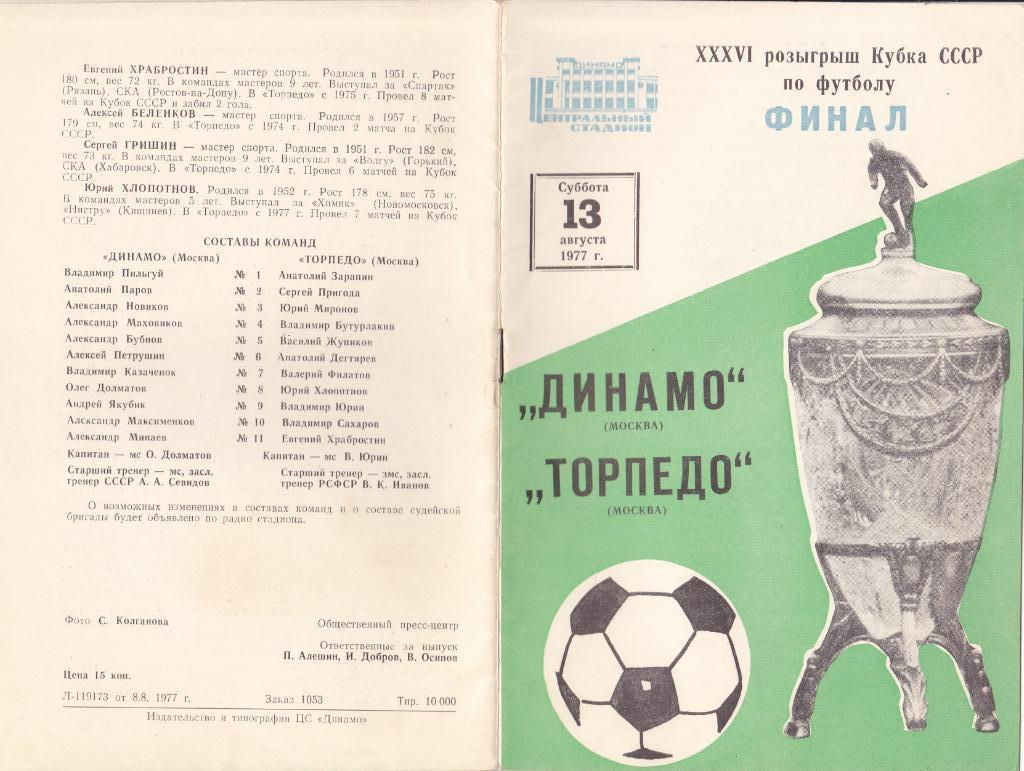 Евгений ХРАБРОСТИН — мастер спорта. Родился в 1951 г. Рост
180 см, вес 72 кг. В командах мастеров 9 лет. Выступал за «Спартак»
(Рязань), СКА (Ростов-на-Дону). В «Торпедо» с 1975 г. Провел 8 мат-
чей на Кубок СССР и забил 2 гола.
Алексей БЕЛЕНКОВ — мастер спорта. Родился в 1957 г. Рост
179 см, вес 74 кг. В «Торпедо» с 1974 г. Провел 2 матча на Кубок
СССР.
Сергей ГРИШИН — мастер спорта. Родился в 1951 г. Рост 182 см,
вес 73 кг. В командах мастеров 9 лет. Выступал за «Волгу» (Горький),
СКА (Хабаровск). В «Торпедо» с 1974 г. Провел 6 матчей на Кубок
СССР.
Юрий ХЛОПОТНОВ. Родился в 1952 г. Рост 178 см, вес 75 кг.
В командах мастеров 5 лет. Выступал за «Химик» (Новомосковск),
«Нистру» (Кишинев). В «Торпедо» с 1977 г. Провел 7 матчей на Кубок
СССР.
СОСТАВЫ КОМАНД
«ДИНАМО» (Москва) «ТОРПЕДО» (Москва)
Владимир Пильгуй № 1 Анатолий Зарапин
Анатолий Паров № 2 Сергей Пригода
Александр Новиков № 3 Юрий Миронов
Александр Маховиков № 4 Владимир Бутурлакин
Александр Бубнов № 5 Василий Жупиков
Алексей Петрушин № 6 Анатолий Дегтярев
Владимир Казаченок № 7 Валерий Филатов
Олег Долматов № 8 Юрий Хлопотнов
Андрей Якубик № 9 Владимир Юрин
Александр Максименков № 10 Владимир Сахаров
Александр Минаев № 11 Евгений Храбростин
Капитан — мс О. Долматов Капитан — мс В. Юрин
Старший тренер — мс, засл. Старший тренер — змс, засл.
тренер СССР А. А. Севидов тренер РСФСР В. К. Иванов
О возможных изменениях в составах команд и о составе судейской
бригады будет объявлено по радио стадиона.
Фото С. Колганова Общественный пресс-центр
Ответственные за выпуск
П. Алешин, И. Добров, В. Осипов
Цена 15 коп.
Л-119173 от 8.8. 1977 г. Заказ 1053 Тир. 10 000
Издательство и типография ЦС «Динамо»
ДИНАМО
ЦЕНТРАЛЬНЫЙ
СТАДИОН
XXXVI розыгрыш Кубка СССР
по футболу
ФИНАЛ
Суббота
13
августа
1977 г.
„ДИНАМО“
(МОСКВА)
„ТОРПЕДО“
(МОСКВА)